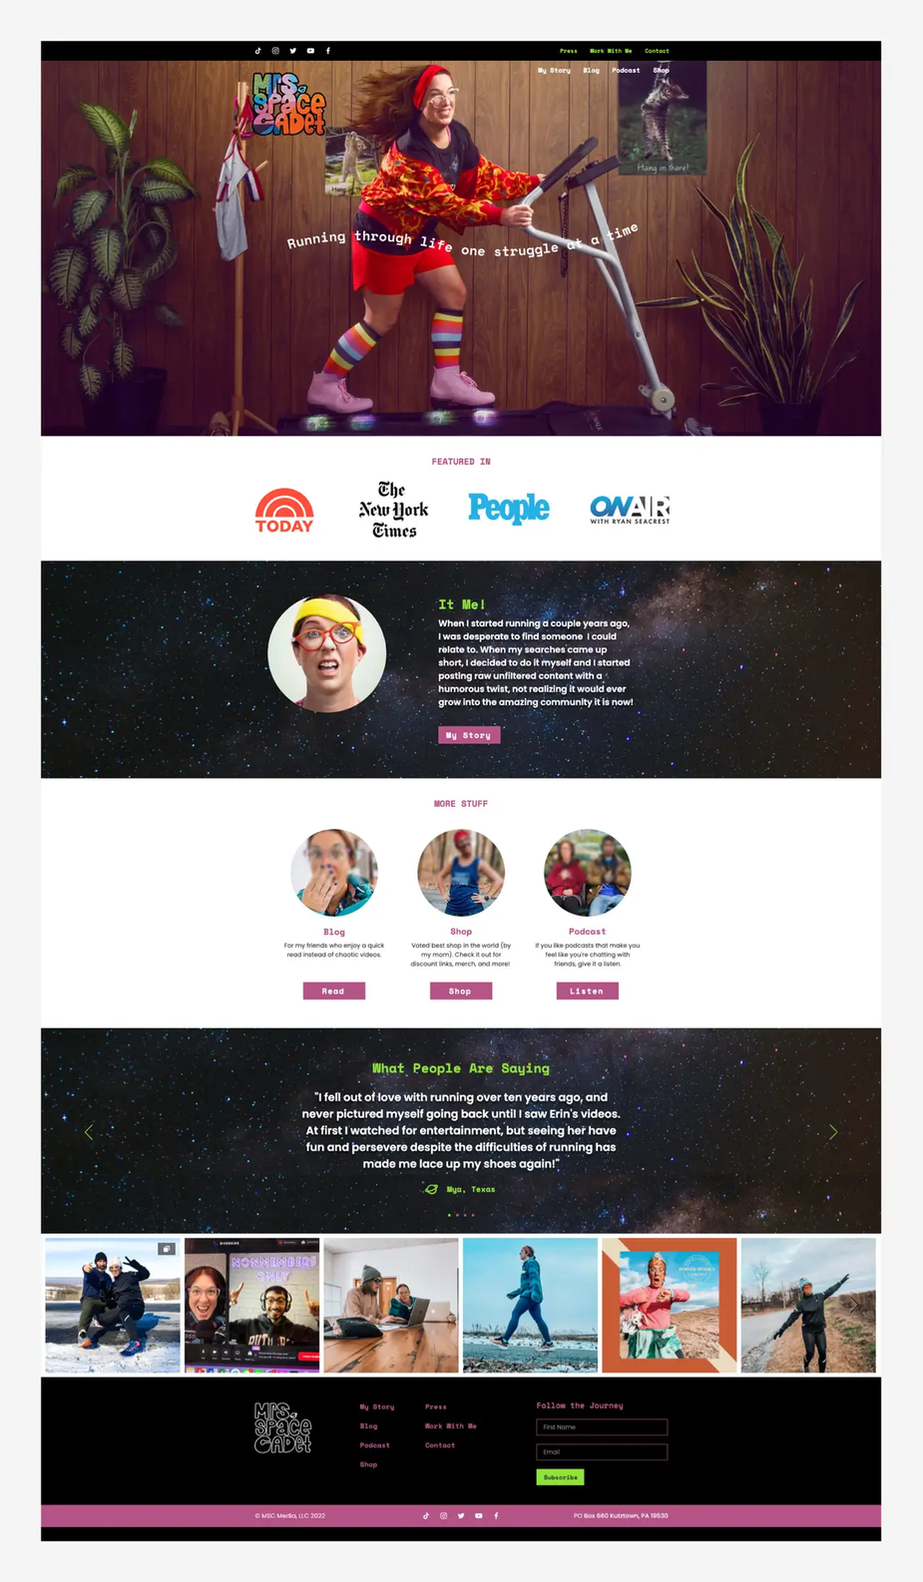 Press Work With Me Contact
My Story Blog Podcast Shop
Mrs.
Space
Cadet
Hang in there!
Running through life one struggle at a time
FEATURED IN
TODAY
The
New York
Times
People
ON AIR
WITH RYAN SEACREST
It Me!
When I started running a couple years ago,
I was desperate to find someone I could
relate to. When my searches came up
short, I decided to do it myself and I started
posting raw unfiltered content with a
humorous twist, not realizing it would ever
grow into the amazing community it is now!
My Story
MORE STUFF
Blog
For my friends who enjoy a quick
read instead of chaotic videos.
Read
Shop
Voted best shop in the world (by
my mom). Check it out for
discount links, merch, and more!
Shop
Podcast
If you like podcasts that make you
feel like you're chatting with
friends, give it a listen.
Listen
What People Are Saying
"I fell out of love with running over ten years ago, and
never pictured myself going back until I saw Erin's videos.
At first I watched for entertainment, but seeing her have
fun and persevere despite the difficulties of running has
made me lace up my shoes again!"
Mya, Texas
NONMEMBERS
ONLY
Mrs.
Space
Cadet
My Story
Blog
Podcast
Shop
Press
Work With Me
Contact
Follow the Journey
First Name
Email
Subscribe
© MSC Media, LLC 2022
PO Box 660 Kutztown, PA 19530